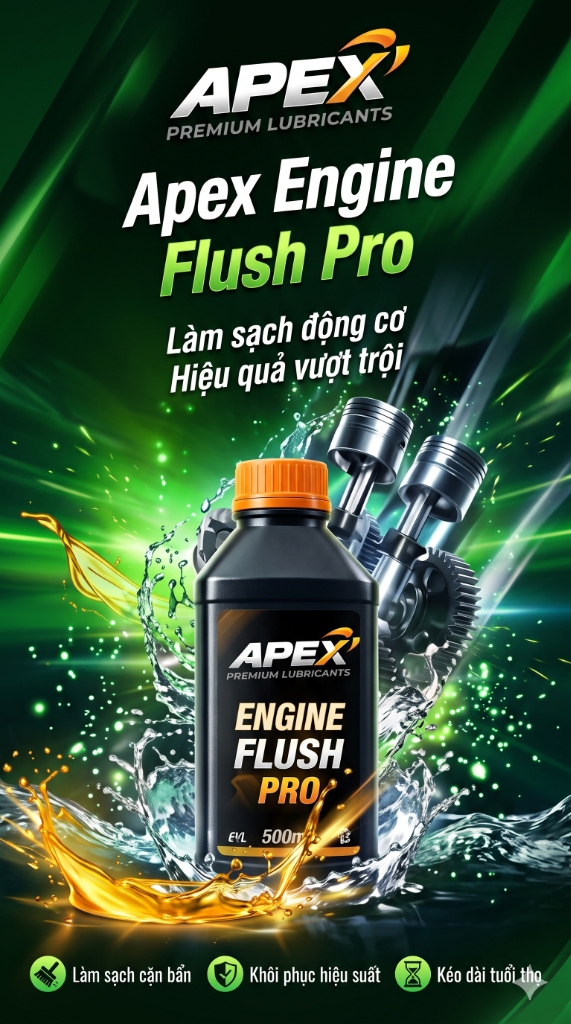 APEX
PREMIUM LUBRICANTS
Apex Engine
Flush Pro
Làm sạch động cơ
Hiệu quả vượt trội
APEX
PREMIUM LUBRICANTS
ENGINE
FLUSH
PRO
500m
Làm sạch cặn bẩn
Khôi phục hiệu suất
Kéo dài tuổi thọ